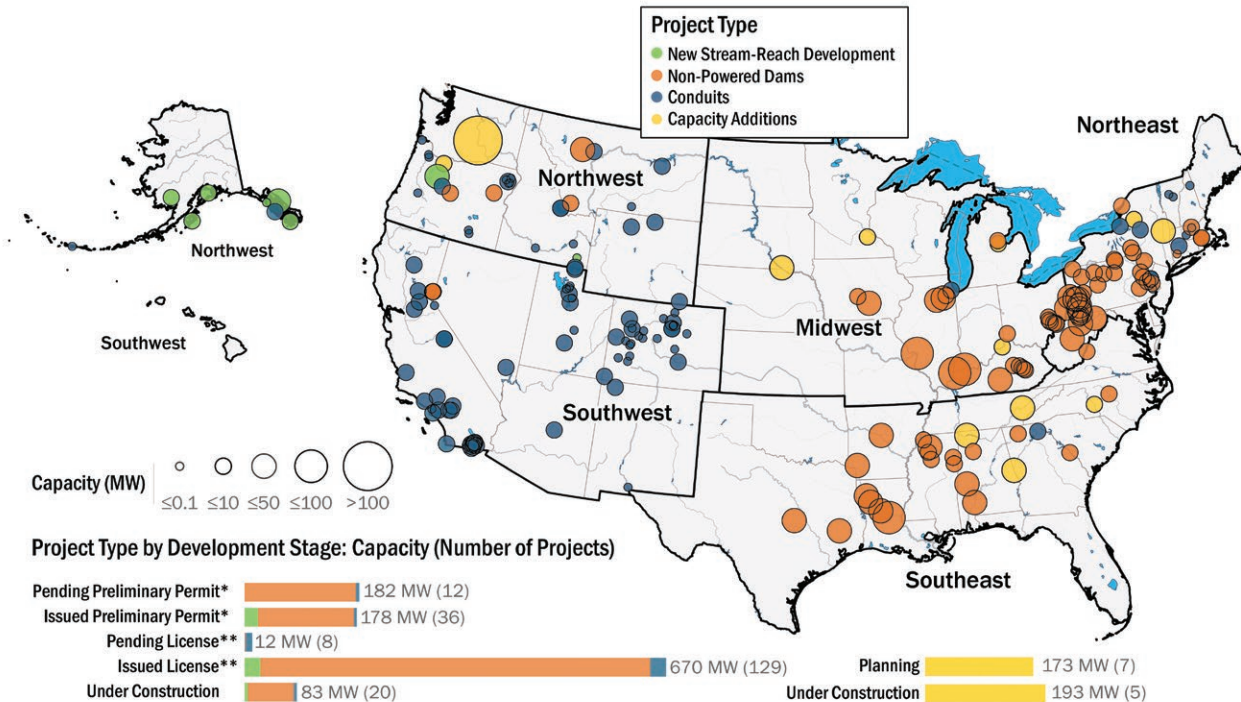 Project Type
New Stream-Reach Development
Non-Powered Dams
Conduits
Capacity Additions
Northeast
Northwest
Northwest
Southwest
Midwest
Southwest
Southeast
Capacity (MW)
≤0.1 ≤10 ≤50 ≤100 >100
Project Type by Development Stage: Capacity (Number of Projects)
Pending Preliminary Permit* 182 MW (12)
Issued Preliminary Permit* 178 MW (36)
Pending License** 12 MW (8)
Issued License** 670 MW (129)
Under Construction 83 MW (20)
Planning 173 MW (7)
Under Construction 193 MW (5)